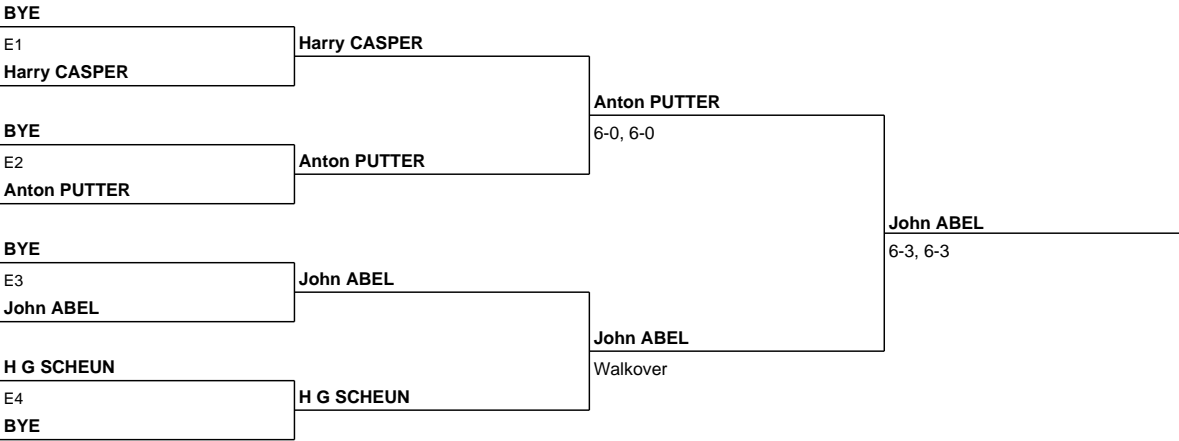 BYE
E1
Harry CASPER
Harry CASPER
BYE
E2
Anton PUTTER
Anton PUTTER
Anton PUTTER
6-0, 6-0
BYE
E3
John ABEL
John ABEL
H G SCHEUN
E4
BYE
H G SCHEUN
John ABEL
Walkover
John ABEL
6-3, 6-3